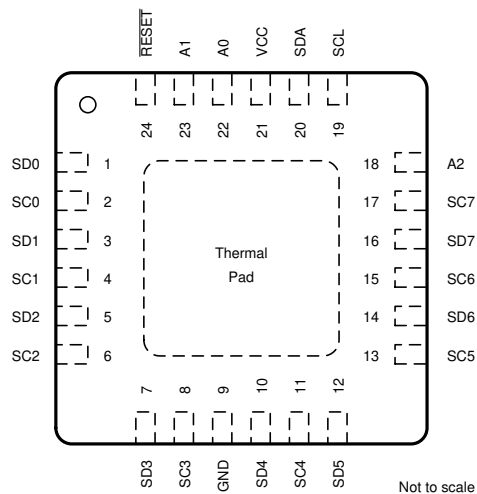 RESET A1 A0 VCC SDA SCL
24 23 22 21 20 19
SD0 1
SC0 2
SD1 3
SC1 4
SD2 5
SC2 6
18 A2
17 SC7
16 SD7
15 SC6
14 SD6
13 SC5
Thermal
Pad
7 8 9 10 11 12
SD3 SC3 GND SD4 SC4 SD5
Not to scale